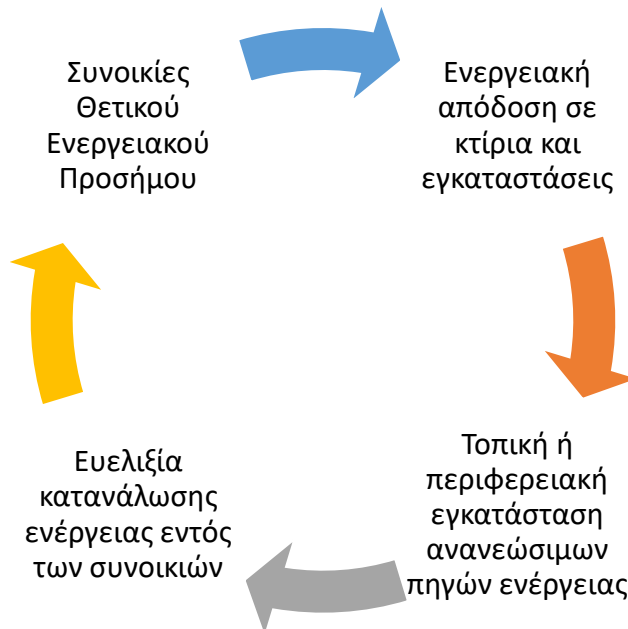 Συνοικίες
Θετικού
Ενεργειακού
Προσήμου
Ενεργειακή
απόδοση σε
κτίρια και
εγκαταστάσεις
Τοπική ή
περιφερειακή
εγκατάσταση
ανανεώσιμων
πηγών ενέργειας
Ευελιξία
κατανάλωσης
ενέργειας εντός
των συνοικιών